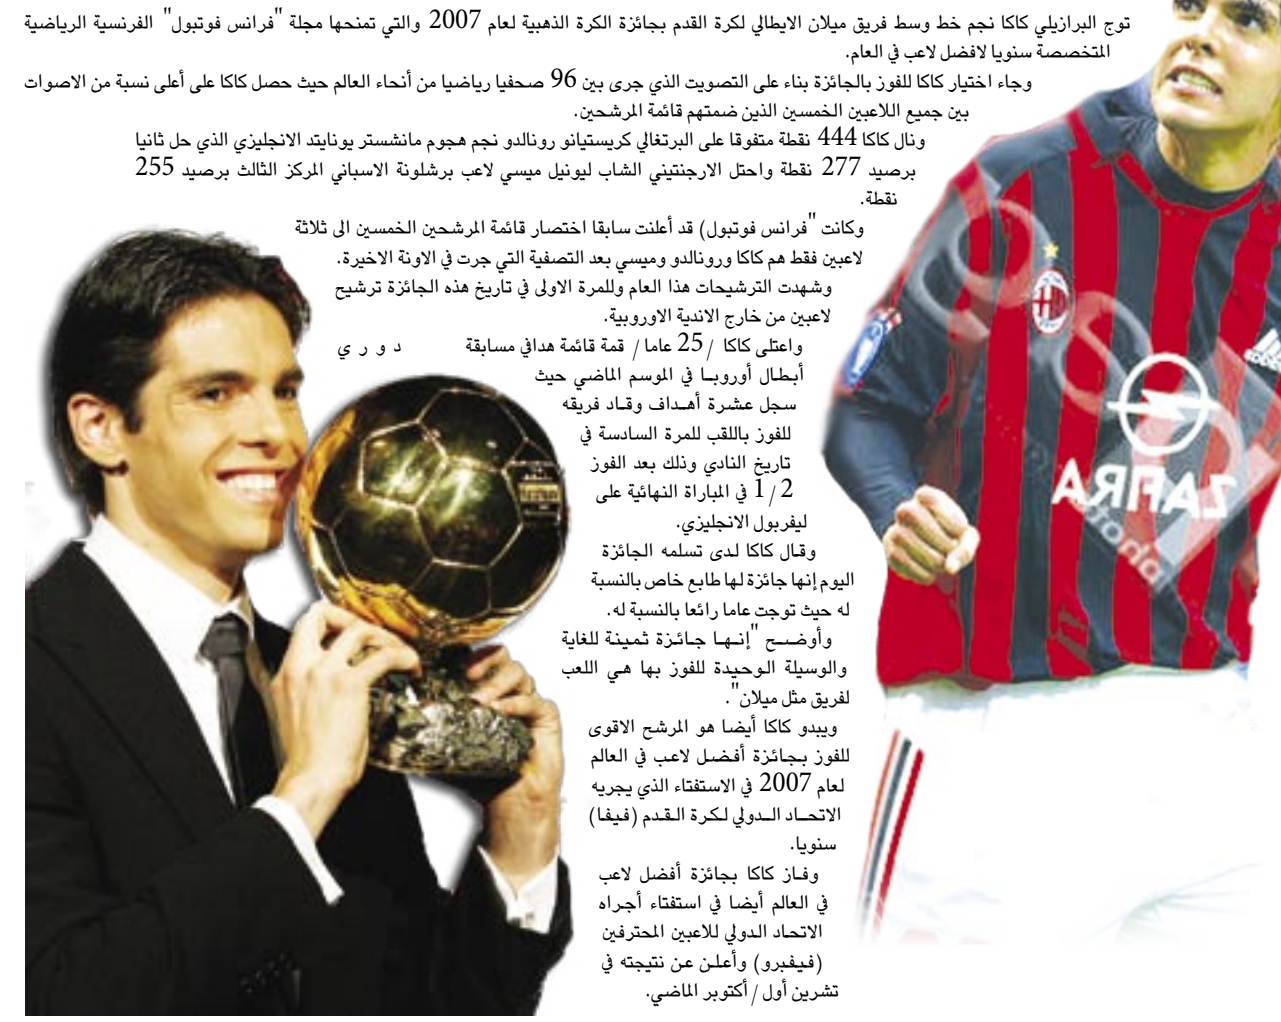 توج البرازيلي كاكا نجم خط وسط فريق ميلان الايطالي لكرة القدم بجائزة الكرة الذهبية لعام 2007 والتي تمنحها مجلة "فرانس فوتبول" الفرنسية الرياضية
المتخصصة سنويا لافضل لاعب في العام.
وجاء اختيار كاكا للفوز بالجائزة بناء على التصويت الذي جرى بين 96 صحفيا رياضيا من أنحاء العالم حيث حصل كاكا على أعلى نسبة من الاصوات
بين جميع اللاعبين الخمسين الذين ضمتهم قائمة المرشحين.
ونال كاكا 444 نقطة متفوقا على البرتغالي كريستيانو رونالدو نجم هجوم مانشستر يونايتد الانجليزي الذي حل ثانيا
برصيد 277 نقطة واحتل الارجنتيني الشاب ليونيل ميسي لاعب برشلونة الاسباني المركز الثالث برصيد 255
نقطة.
وكانت "فرانس فوتبول) قد أعلنت سابقا اختصار قائمة المرشحين الخمسين الى ثلاثة
لاعبين فقط هم كاكا ورونالدو وميسي بعد التصفية التي جرت في الاونة الاخيرة.
وشهدت الترشيحات هذا العام وللمرة الاولى في تاريخ هذه الجائزة ترشيح
لاعبين من خارج الاندية الاوروبية.
واعتلى كاكا /25 عاما/ قمة قائمة هدافي مسابقة دوري
أبطال أوروبا في الموسم الماضي حيث
سجل عشرة أهداف وقاد فريقه
للفوز باللقب للمرة السادسة في
تاريخ النادي وذلك بعد الفوز
1/2 في المباراة النهائية على
ليفربول الانجليزي.
وقال كاكا لدى تسلمه الجائزة
اليوم إنها جائزة لها طابع خاص بالنسبة
له حيث توجت عاما رائعا بالنسبة له.
وأوضح "إنها جائزة ثمينة للغاية
والوسيلة الوحيدة للفوز بها هي اللعب
لفريق مثل ميلان".
ويبدو كاكا أيضا هو المرشح الاقوى
للفوز بجائزة أفضل لاعب في العالم
لعام 2007 في الاستفتاء الذي يجريه
الاتحاد الدولي لكرة القدم (فيفا)
سنويا.
وفاز كاكا بجائزة أفضل لاعب
في العالم أيضا في استفتاء أجراه
الاتحاد الدولي للاعبين المحترفين
(فيفبرو) وأعلن عن نتيجته في
تشرين أول/أكتوبر الماضي.
adidas
ZAFIRA